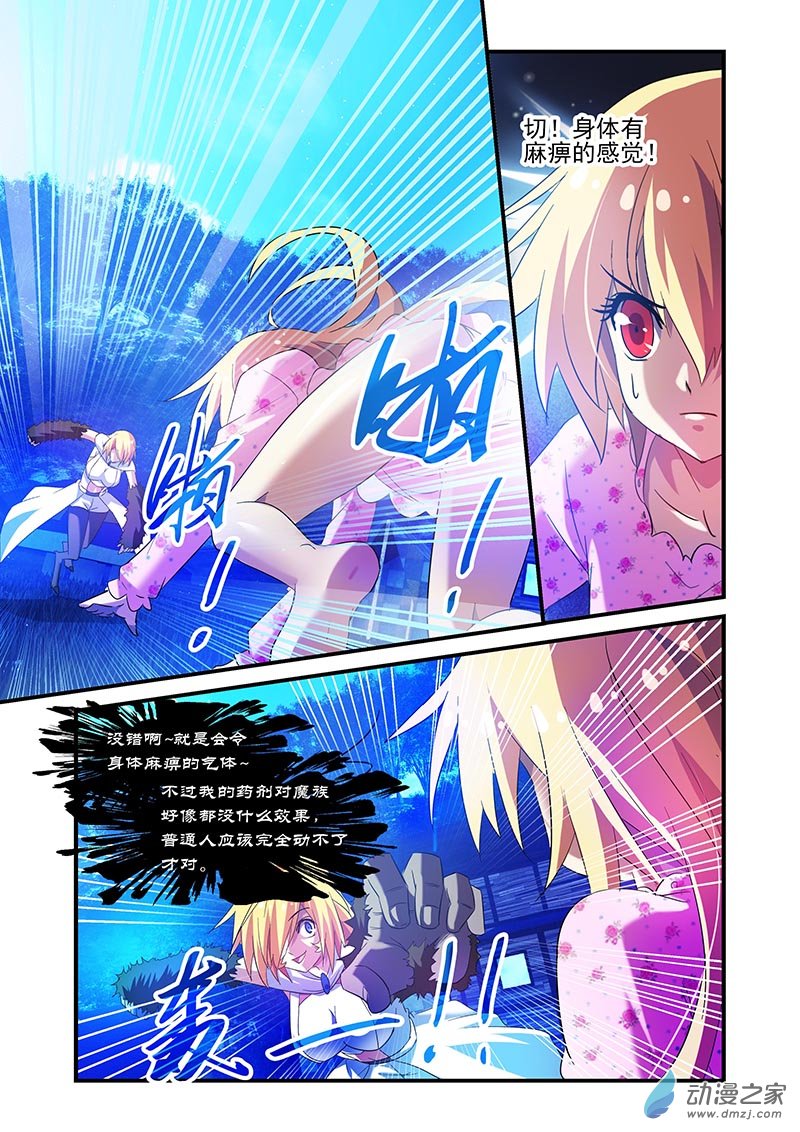 切！身体有
麻痹的感觉！
啪！
啪！
没错啊~就是会令
身体麻痹的气体~
不过我的药剂对魔族
好像都没什么效果，
普通人应该完全动不了
才对。
轰一！！
动漫之家
www.dmzj.com